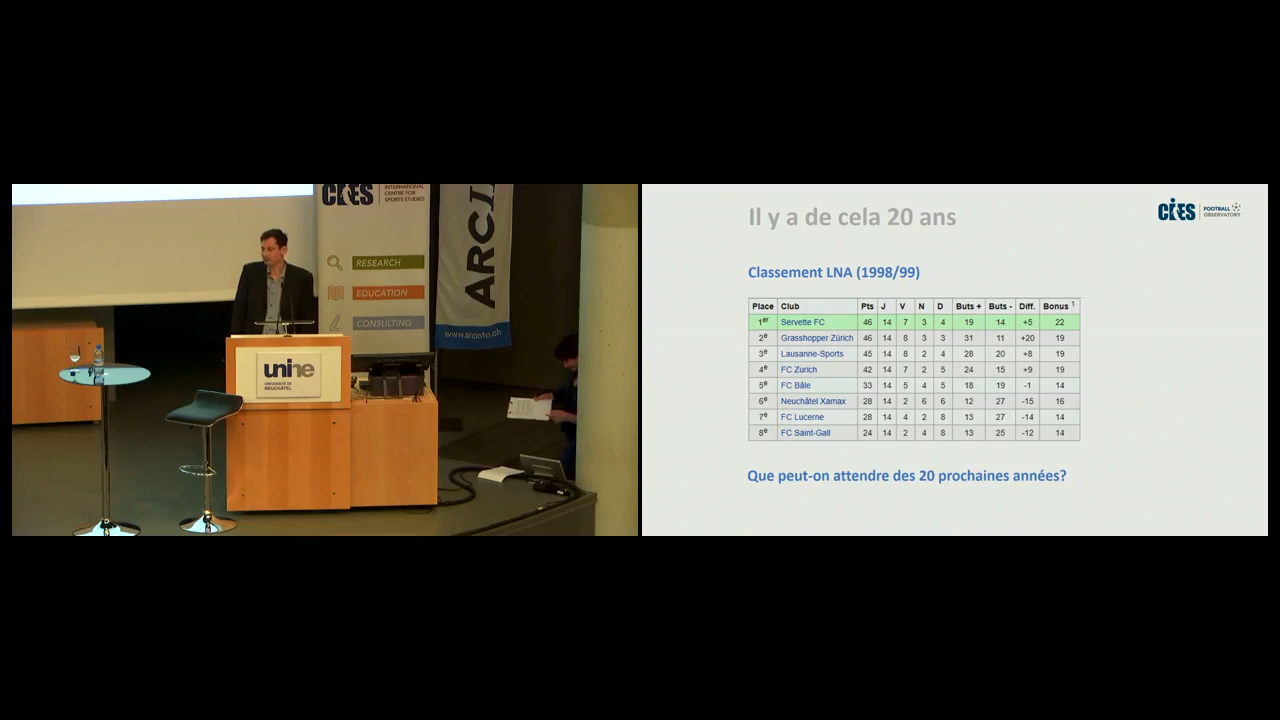 CIES
INTERNATIONAL
CENTRE FOR
SPORTS STUDIES
RESEARCH
EDUCATION
CONSULTING
ARCI
www.arcinfo.ch
unine
UNIVERSITÉ DE
NEUCHÂTEL
Il y a de cela 20 ans
CIES FOOTBALL
OBSERVATORY
Classement LNA (1998/99)
Place Club Pts J V N D Buts + Buts - Diff. Bonus 1
1er Servette FC 46 14 7 3 4 19 14 +5 22
2e Grasshopper Zürich 46 14 8 3 3 31 11 +20 19
3e Lausanne-Sports 45 14 8 2 4 28 20 +8 19
4e FC Zurich 42 14 7 2 5 24 15 +9 19
5e FC Bâle 33 14 5 4 5 18 19 -1 14
6e Neuchâtel Xamax 28 14 2 6 6 12 27 -15 16
7e FC Lucerne 28 14 4 2 8 13 27 -14 14
8e FC Saint-Gall 24 14 2 4 8 13 25 -12 14
Que peut-on attendre des 20 prochaines années?